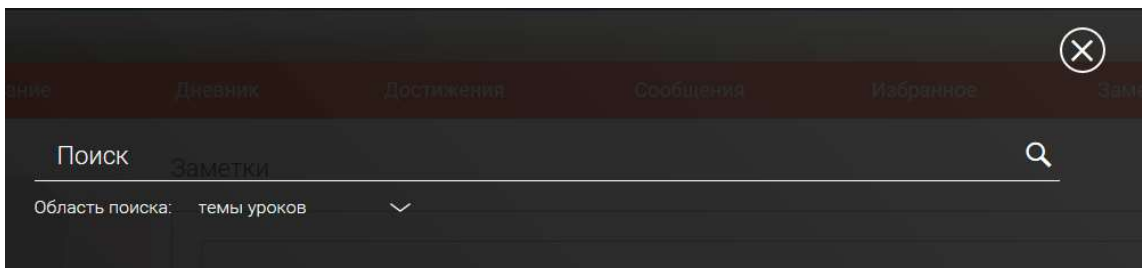 Дневник Достижения Сообщения Избранное
Поиск
Заметки
Область поиска: темы уроков